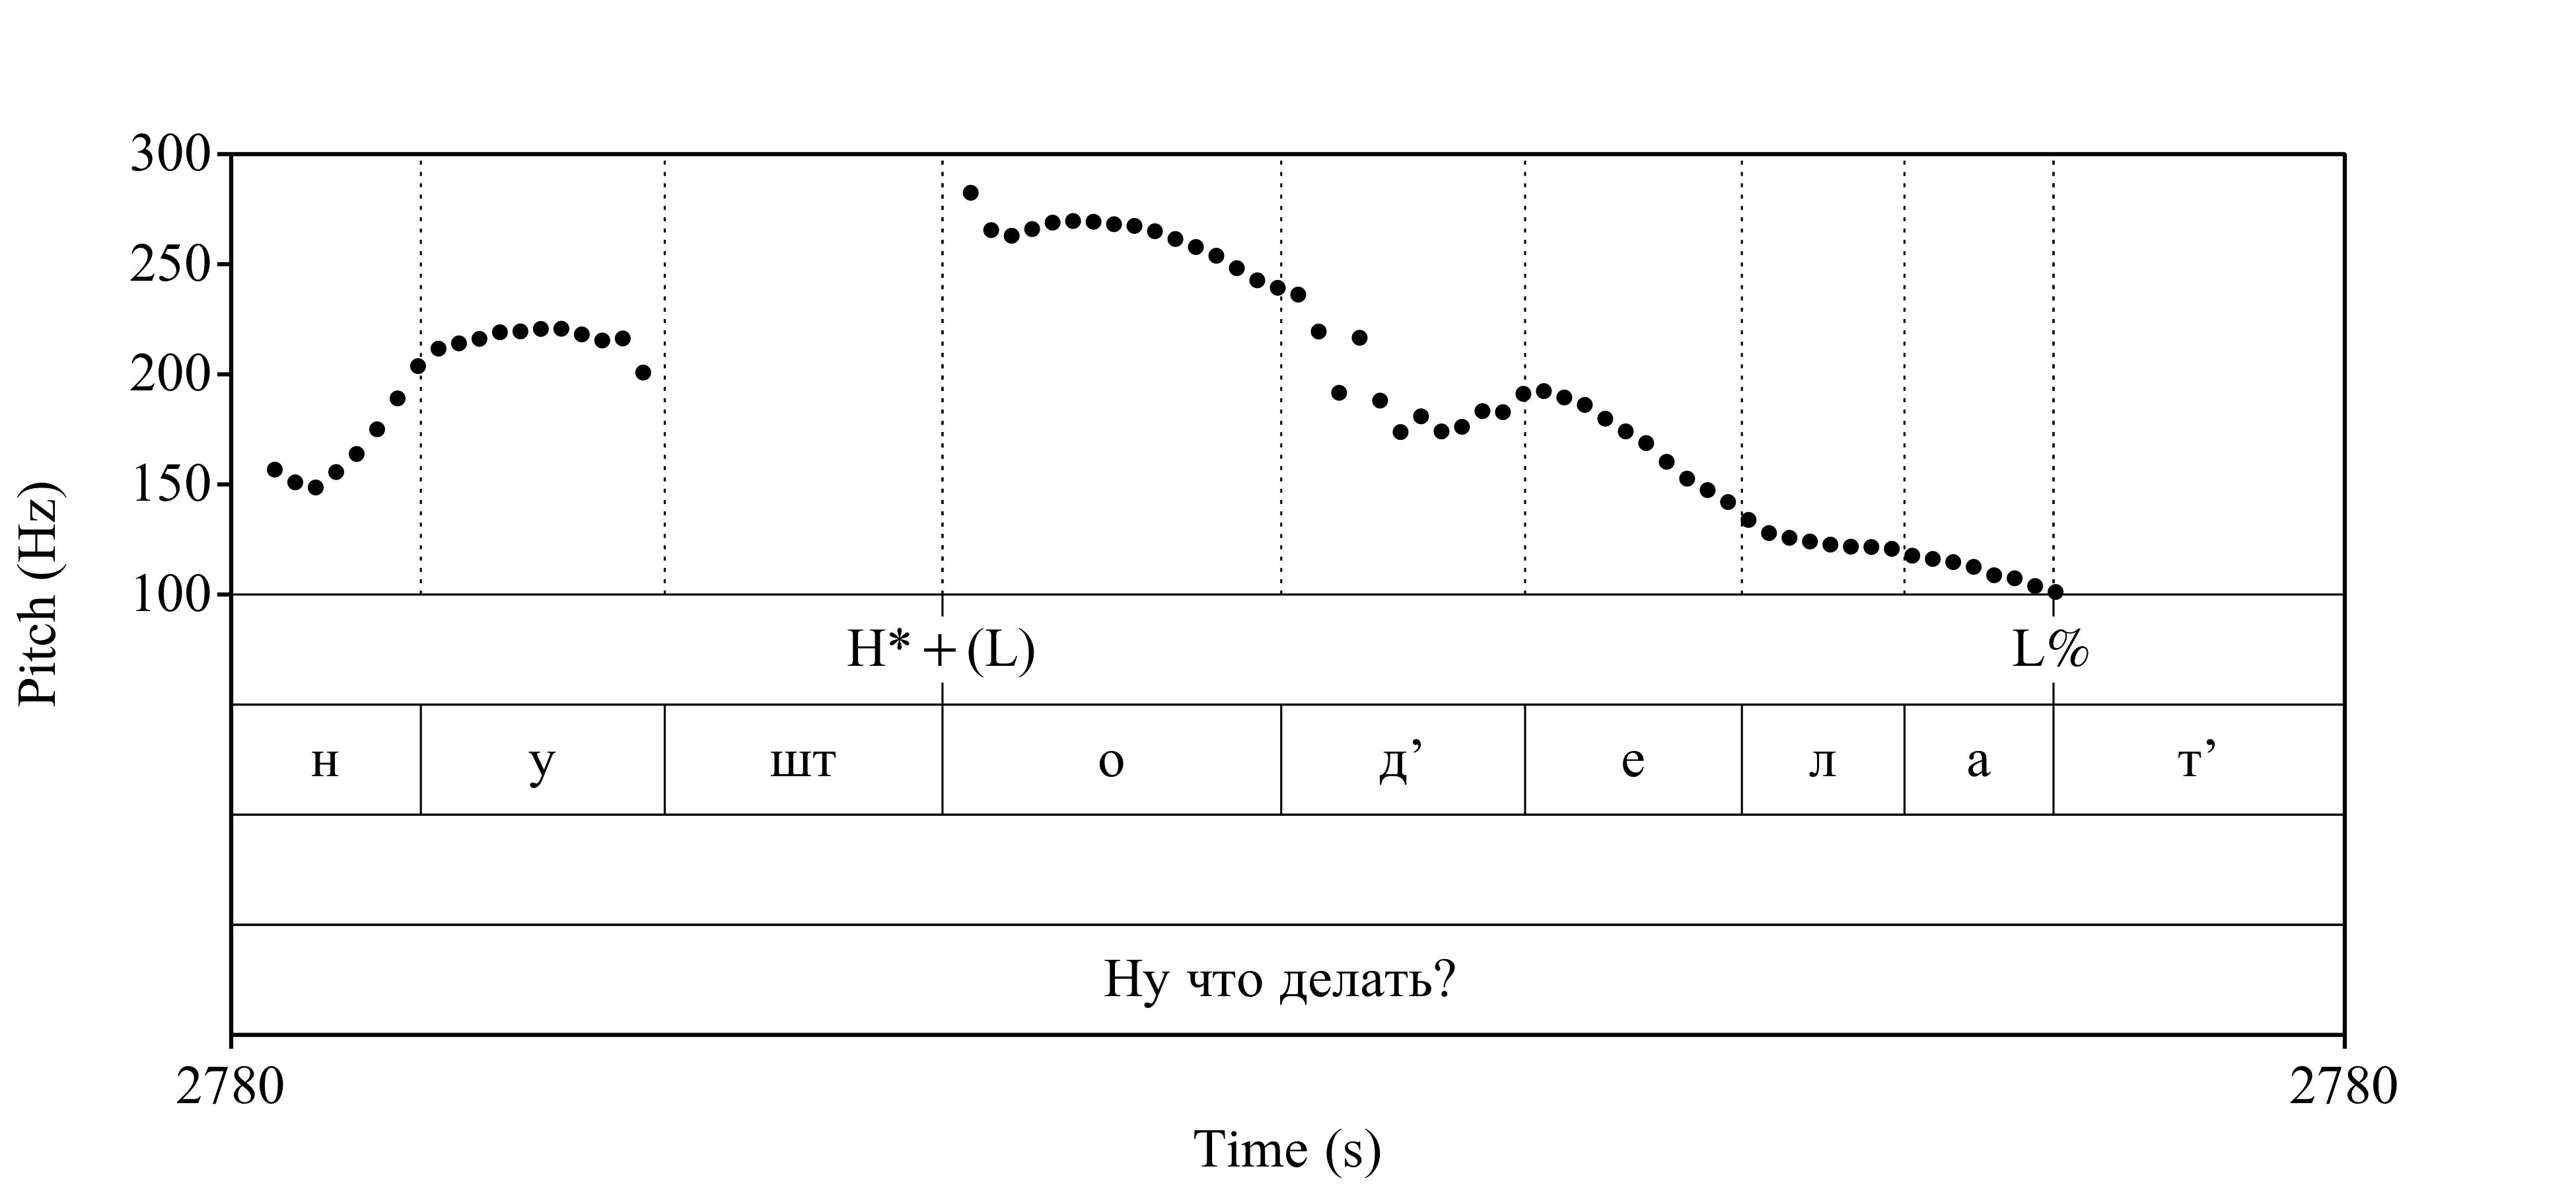 300
250
200
150
100
Pitch (Hz)
H* + (L) L%
н у шт о д’ е л а т’
Ну что делать?
2780 2780
Time (s)